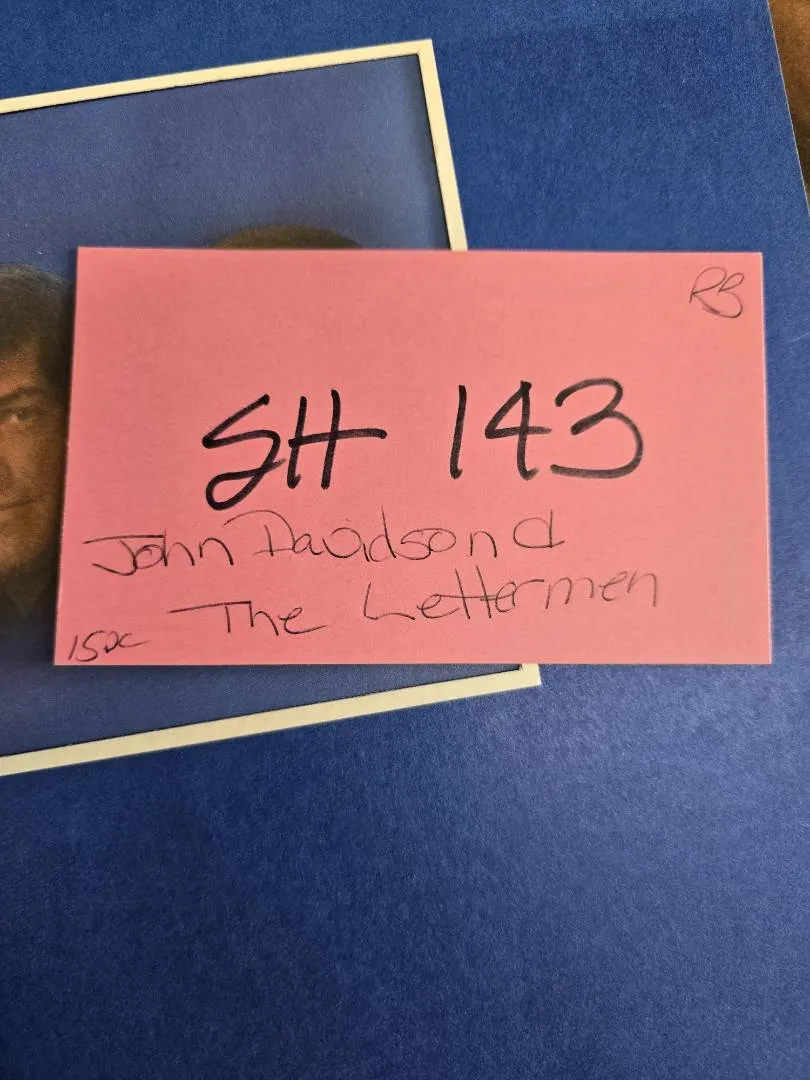 RB
SH 143
John Davidson d
The Lettermen
15oc